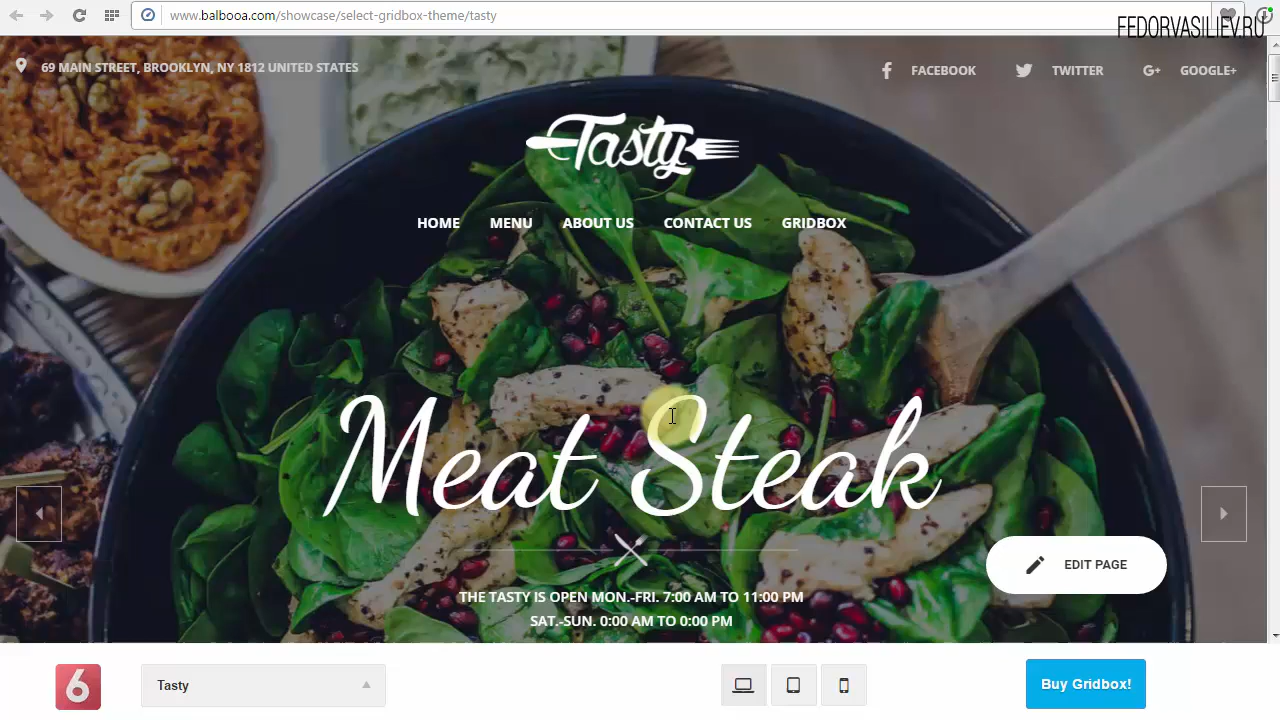 www.balbooa.com/showcase/select-gridbox-theme/tasty
FEDORVASILIEV.RU
69 MAIN STREET, BROOKLYN, NY 1812 UNITED STATES
FACEBOOK
TWITTER
G+ GOOGLE+
Tasty
HOME MENU ABOUT US CONTACT US GRIDBOX
Meat Steak
EDIT PAGE
THE TASTY IS OPEN MON.-FRI. 7:00 AM TO 11:00 PM
SAT.-SUN. 0:00 AM TO 0:00 PM
6
Tasty
Buy Gridbox!